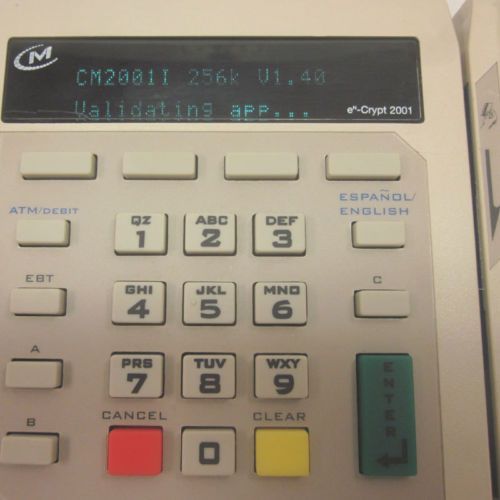 CM
CM2001I 256k V1.40
Validating app...
eⁿ-Crypt 2001
ATM/DEBIT
ESPAÑOL/
ENGLISH
QZ
1
ABC
2
DEF
3
EBT
C
GHI
4
JKL
5
MNO
6
A
PRS
7
TUV
8
WXY
9
ENTER
B
CANCEL
0
CLEAR